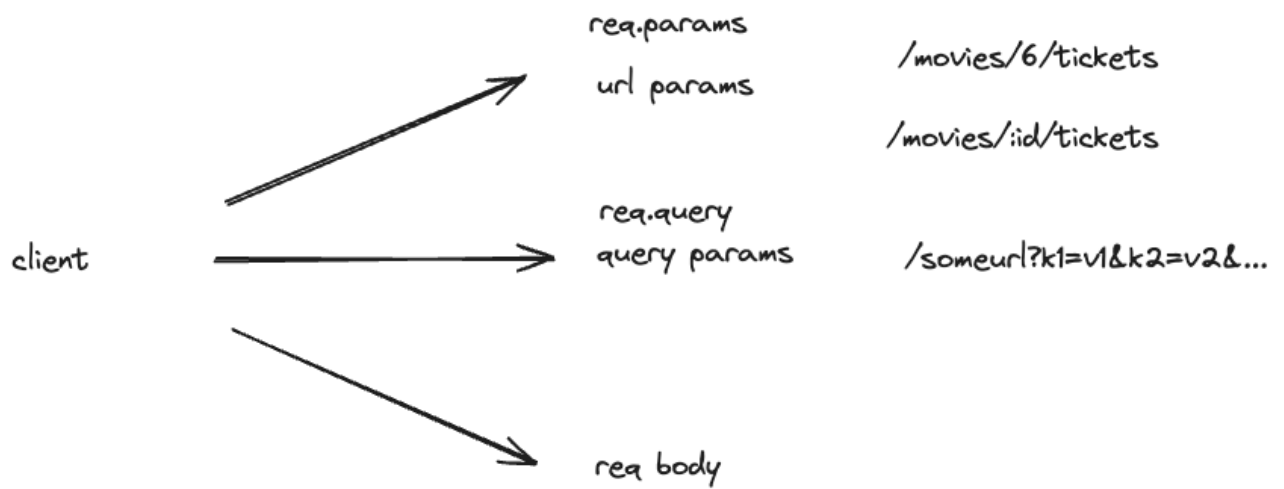 req.params
url params
/movies/6/tickets
/movies/:id/tickets
client
req.query
query params
/someurl?k1=v1&k2=v2&...
req body